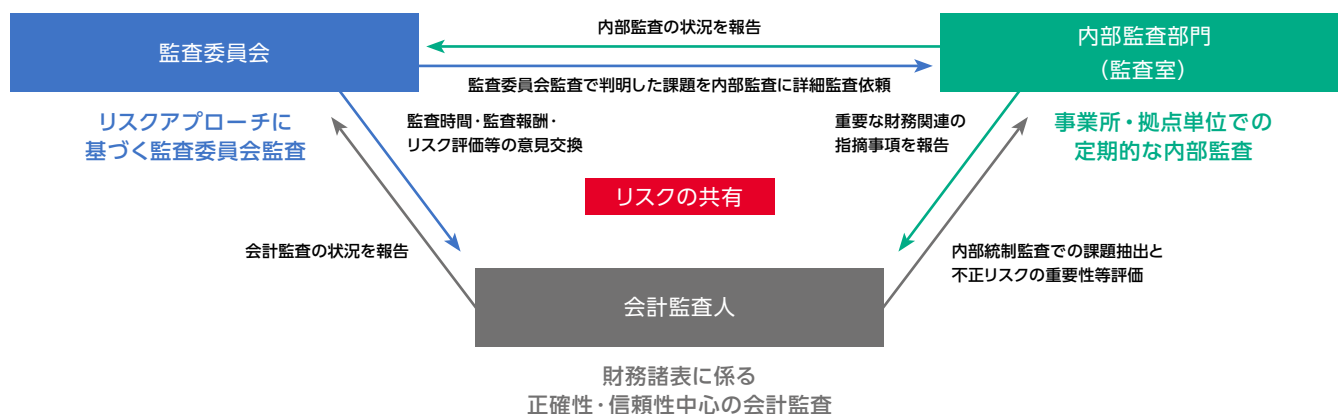 監査委員会
内部監査の状況を報告
内部監査部門
（監査室）
監査委員会監査で判明した課題を内部監査に詳細監査依頼
リスクアプローチに
基づく監査委員会監査
監査時間・監査報酬・
リスク評価等の意見交換
重要な財務関連の
指摘事項を報告
事業所・拠点単位での
定期的な内部監査
リスクの共有
会計監査の状況を報告
内部統制監査での課題抽出と
不正リスクの重要性等評価
会計監査人
財務諸表に係る
正確性・信頼性中心の会計監査